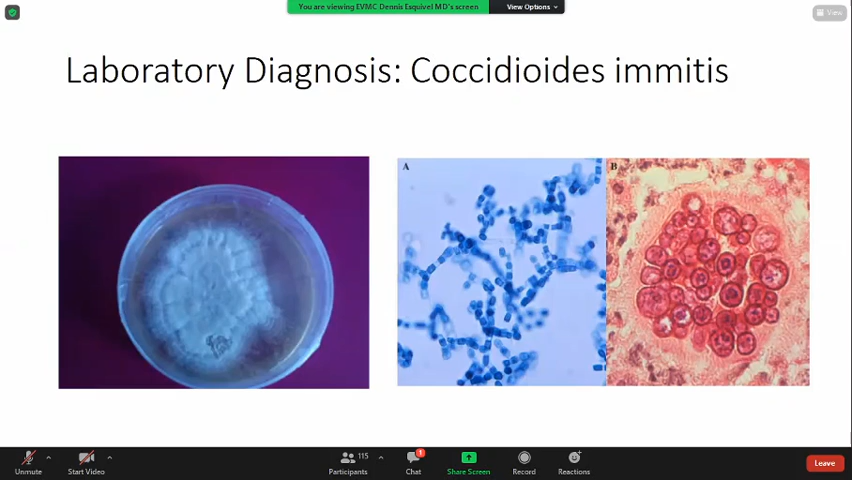 You are viewing EVMC Dennis Esquivel MD's screen
View Options
View
Laboratory Diagnosis: Coccidioides immitis
A
B
Unmute
Start Video
115
Participants
1
Chat
Share Screen
Record
Reactions
Leave